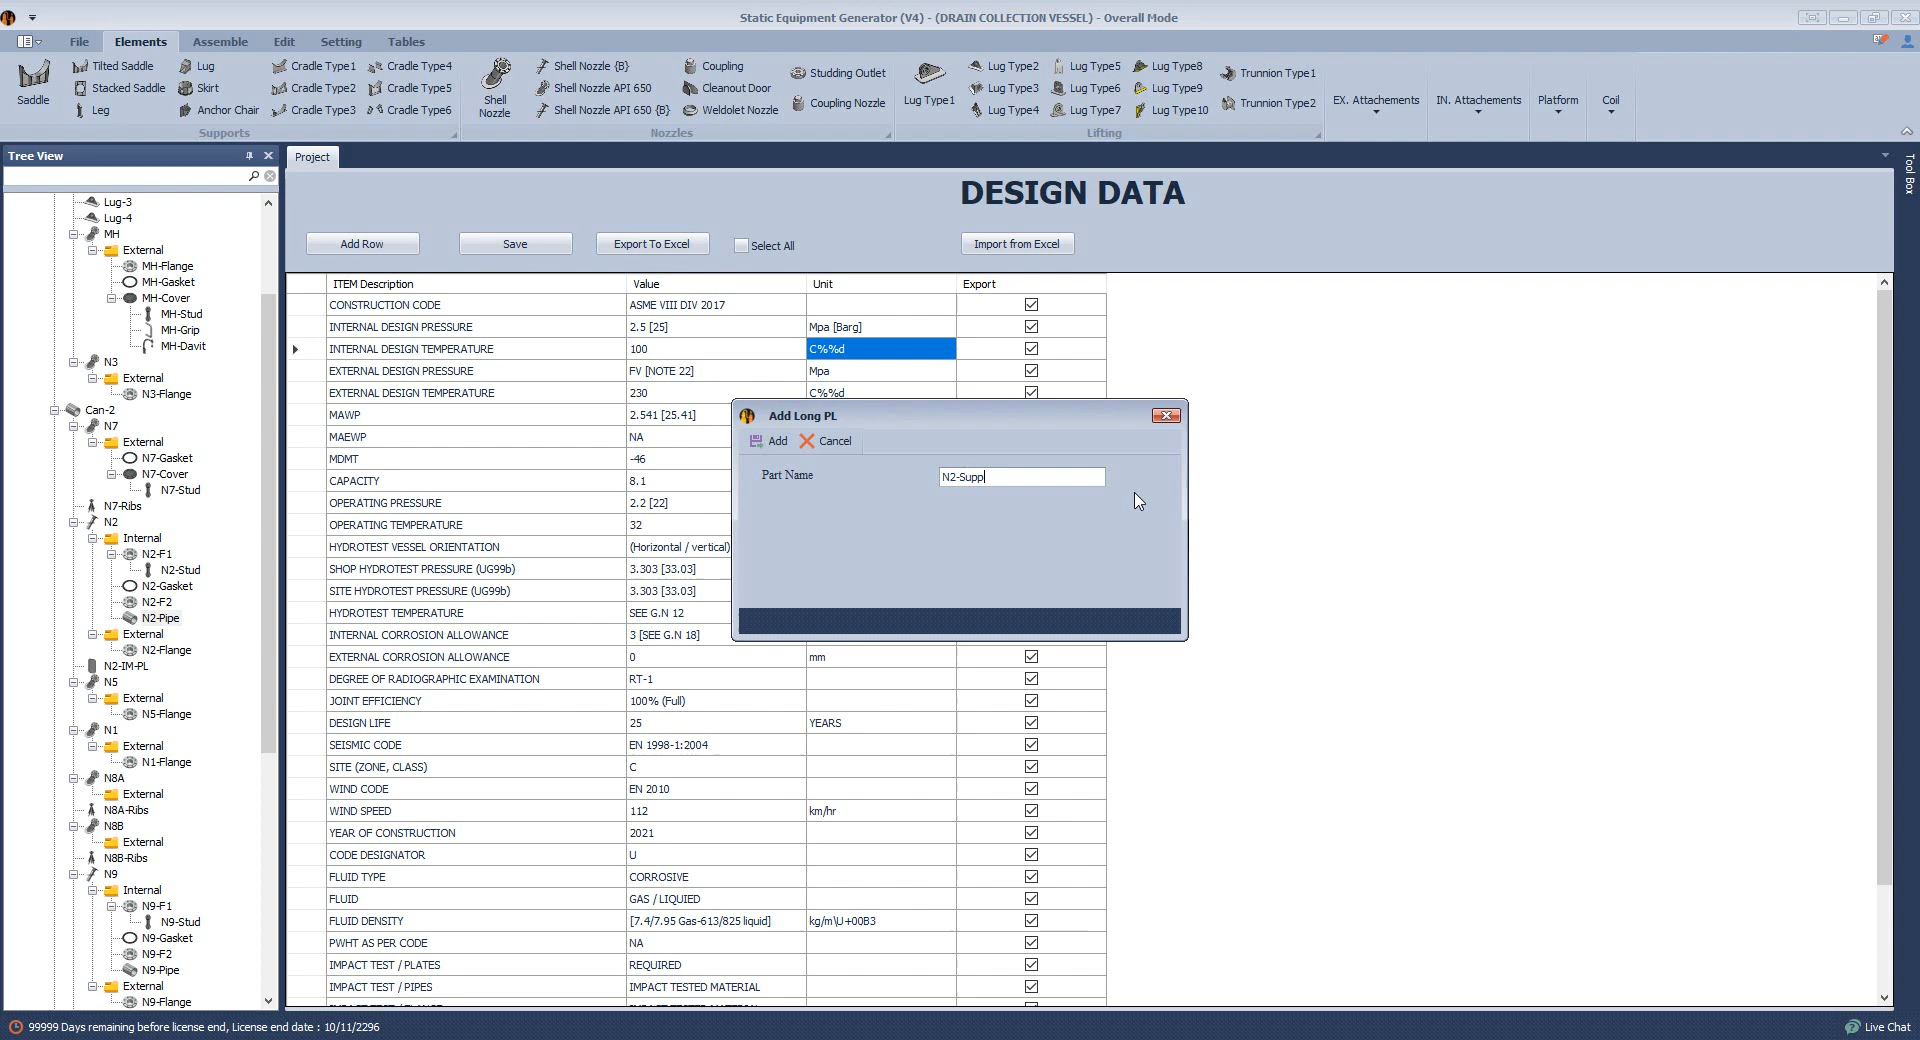 Static Equipment Generator (V4) - (DRAIN COLLECTION VESSEL) - Overall Mode
File Elements Assemble Edit Setting Tables
Saddle
Tilted Saddle
Stacked Saddle
Leg
Lug
Skirt
Anchor Chair
Cradle Type1
Cradle Type2
Cradle Type3
Cradle Type4
Cradle Type5
Cradle Type6
Supports
Shell
Nozzle
Shell Nozzle {B}
Shell Nozzle API 650
Shell Nozzle API 650 {B}
Coupling
Cleanout Door
Weldolet Nozzle
Studding Outlet
Coupling Nozzle
Nozzles
Lug Type1
Lug Type2
Lug Type3
Lug Type4
Lug Type5
Lug Type6
Lug Type7
Lug Type8
Lug Type9
Lug Type10
Trunnion Type1
Trunnion Type2
Lifting
EX. Attachements
IN. Attachements
Platform
Coil
Tree View
Lug-3
Lug-4
MH
External
MH-Flange
MH-Gasket
MH-Cover
MH-Stud
MH-Grip
MH-Davit
N3
External
N3-Flange
Can-2
N7
External
N7-Gasket
N7-Cover
N7-Stud
N7-Ribs
N2
Internal
N2-F1
N2-Stud
N2-Gasket
N2-F2
N2-Pipe
External
N2-Flange
N2-IM-PL
N5
External
N5-Flange
N1
External
N1-Flange
N8A
External
N8A-Ribs
N8B
External
N8B-Ribs
N9
Internal
N9-F1
N9-Stud
N9-Gasket
N9-F2
N9-Pipe
External
N9-Flange
Project
Tool Box
DESIGN DATA
Add Row Save Export To Excel Select All Import from Excel
ITEM Description Value Unit Export
CONSTRUCTION CODE ASME VIII DIV 2017
INTERNAL DESIGN PRESSURE 2.5 [25] Mpa [Barg]
INTERNAL DESIGN TEMPERATURE 100 C%%d
EXTERNAL DESIGN PRESSURE FV [NOTE 22] Mpa
EXTERNAL DESIGN TEMPERATURE 230 C%%d
MAWP 2.541 [25.41]
MAEWP NA
MDMT -46
CAPACITY 8.1
OPERATING PRESSURE 2.2 [22]
OPERATING TEMPERATURE 32
HYDROTEST VESSEL ORIENTATION (Horizontal / vertical)
SHOP HYDROTEST PRESSURE (UG99b) 3.303 [33.03]
SITE HYDROTEST PRESSURE (UG99b) 3.303 [33.03]
HYDROTEST TEMPERATURE SEE G.N 12
INTERNAL CORROSION ALLOWANCE 3 [SEE G.N 18]
EXTERNAL CORROSION ALLOWANCE 0 mm
DEGREE OF RADIOGRAPHIC EXAMINATION RT-1
JOINT EFFICIENCY 100% (Full)
DESIGN LIFE 25 YEARS
SEISMIC CODE EN 1998-1:2004
SITE (ZONE, CLASS) C
WIND CODE EN 2010
WIND SPEED 112 km/hr
YEAR OF CONSTRUCTION 2021
CODE DESIGNATOR U
FLUID TYPE CORROSIVE
FLUID GAS / LIQUIED
FLUID DENSITY [7.4/7.95 Gas-613/825 liquid] kg/m\U+00B3
PWHT AS PER CODE NA
IMPACT TEST / PLATES REQUIRED
IMPACT TEST / PIPES IMPACT TESTED MATERIAL
Add Long PL
Add Cancel
Part Name N2-Supp
99999 Days remaining before license end, License end date : 10/11/2296
Live Chat